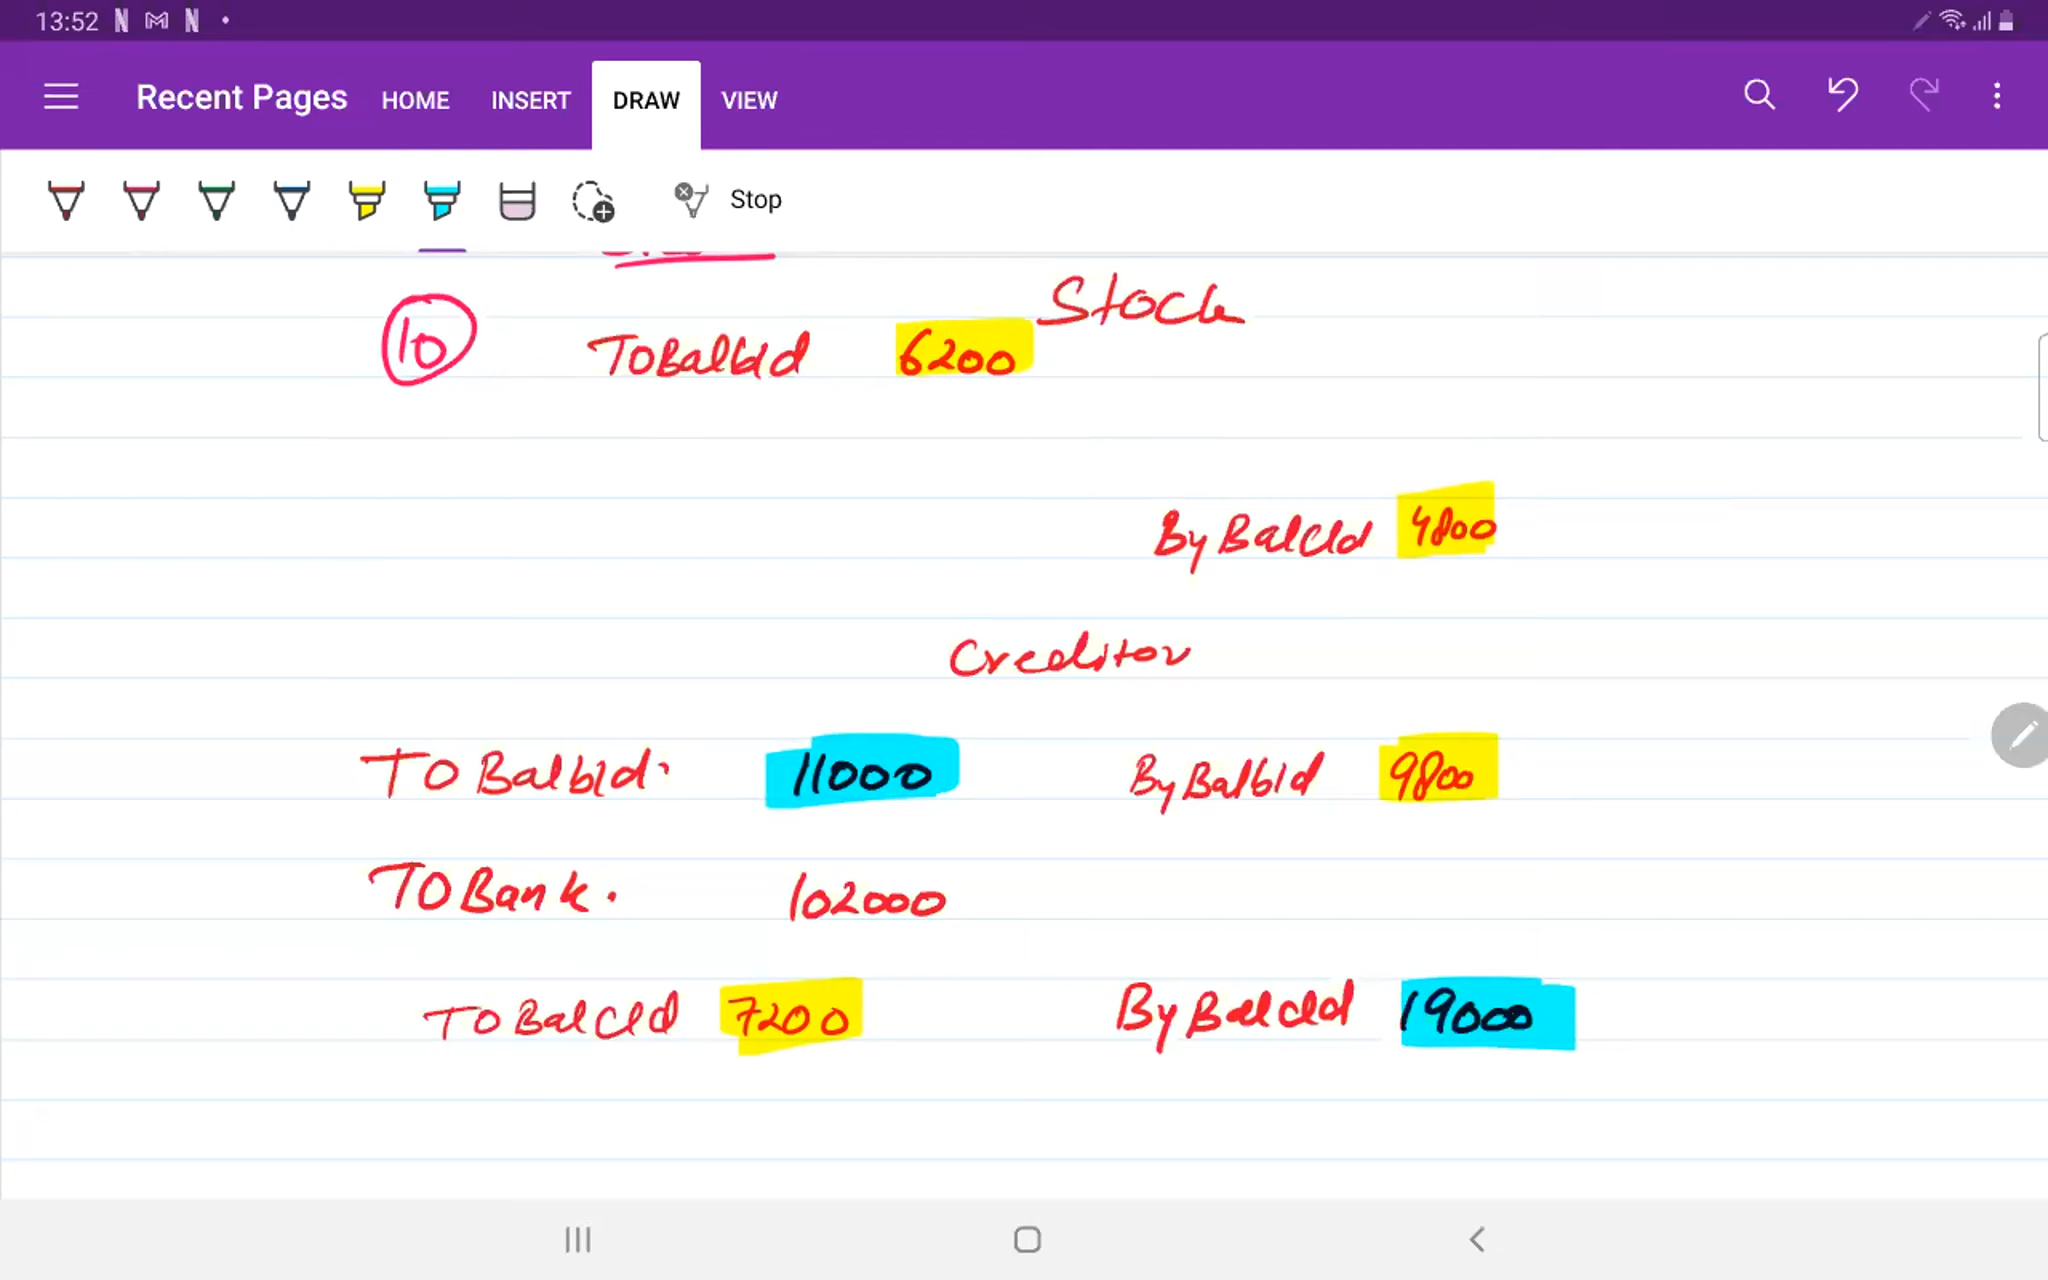 13:52
Recent Pages HOME INSERT DRAW VIEW
Stop
Stock
10 To Bal b/d 6200
By Bal c/d 4800
Creditor
To Bal b/d. 11000 By Bal b/d 9800
To Bank. 102000
To Bal c/d 7200 By Bal c/d 19000